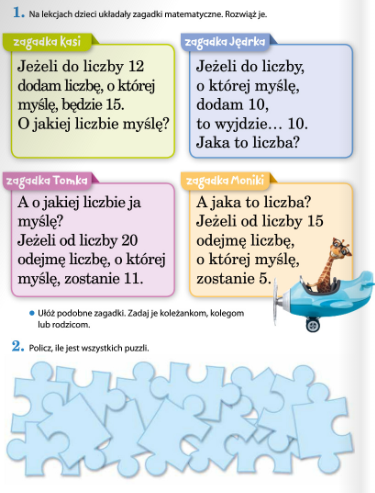 1. Na lekcjach dzieci układały zagadki matematyczne. Rozwiąż je.
zagadka Kasi
Jeżeli do liczby 12
dodam liczbę, o której
myślę, będzie 15.
O jakiej liczbie myślę?
zagadka Jędrka
Jeżeli do liczby,
o której myślę,
dodam 10,
to wyjdzie... 10.
Jaka to liczba?
zagadka Tomka
A o jakiej liczbie ja
myślę?
Jeżeli od liczby 20
odejmę liczbę, o której
myślę, zostanie 11.
zagadka Moniki
A jaka to liczba?
Jeżeli od liczby 15
odejmę liczbę,
o której myślę,
zostanie 5.
• Ułóż podobne zagadki. Zadaj je koleżankom, kolegom
lub rodzicom.
2. Policz, ile jest wszystkich puzzli.